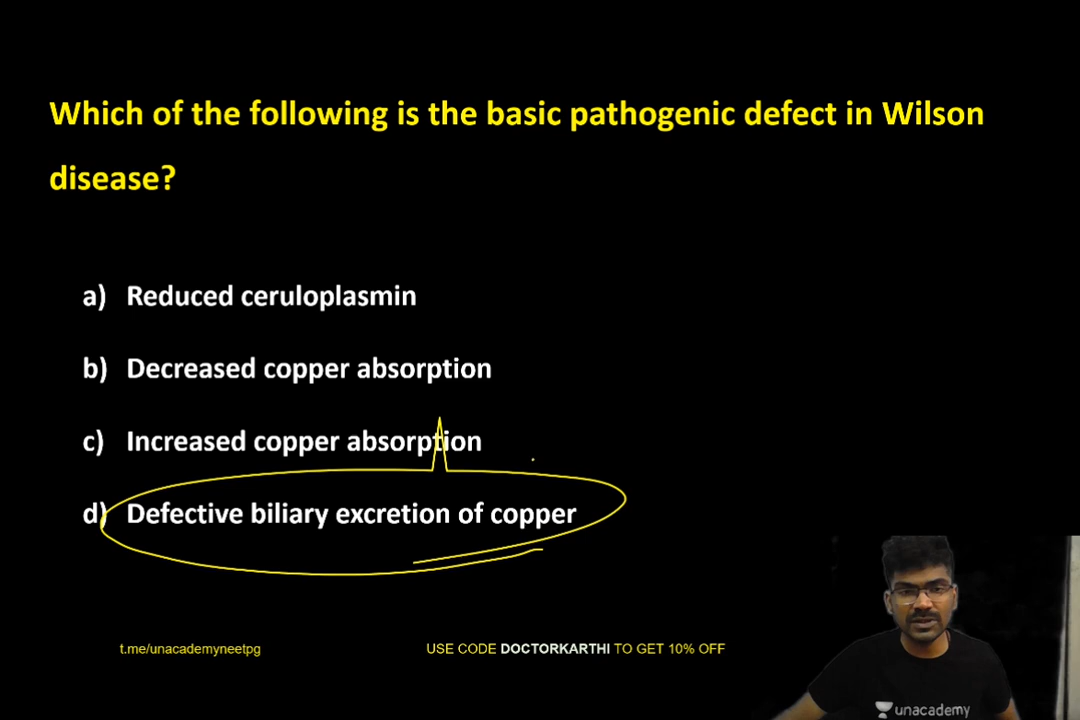 Which of the following is the basic pathogenic defect in Wilson
disease?
a) Reduced ceruloplasmin
b) Decreased copper absorption
c) Increased copper absorption
d) Defective biliary excretion of copper
t.me/unacademyneetpg
USE CODE DOCTORKARTHI TO GET 10% OFF
unacademy